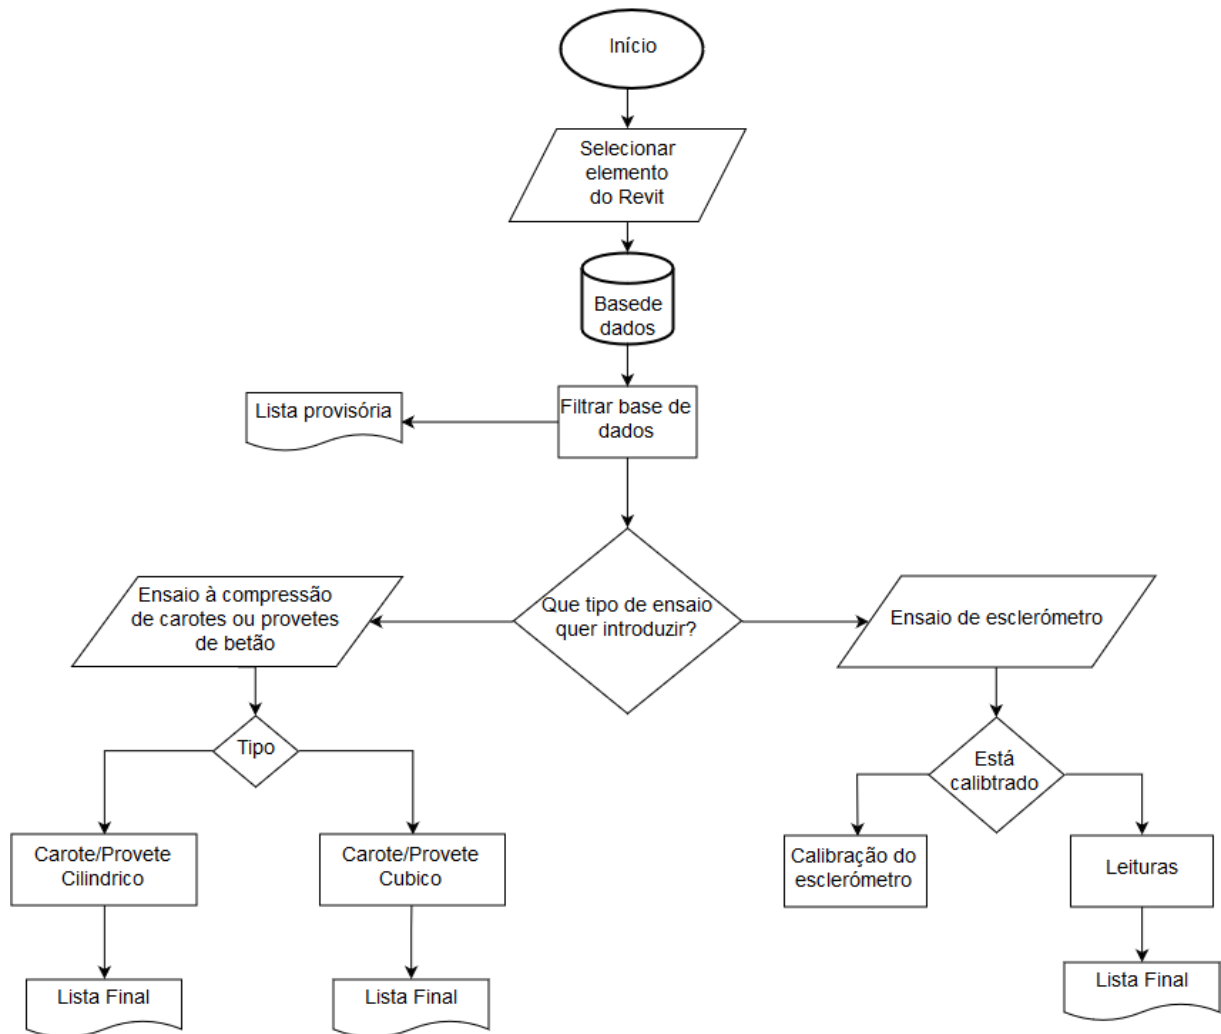 Início
Selecionar
elemento
do Revit
Basede
dados
Filtrar base de
dados
Lista provisória
Que tipo de ensaio
quer introduzir?
Ensaio à compressão
de carotes ou provetes
de betão
Ensaio de esclerómetro
Tipo
Está
calibtrado
Carote/Provete
Cilindrico
Carote/Provete
Cubico
Calibração do
esclerómetro
Leituras
Lista Final
Lista Final
Lista Final